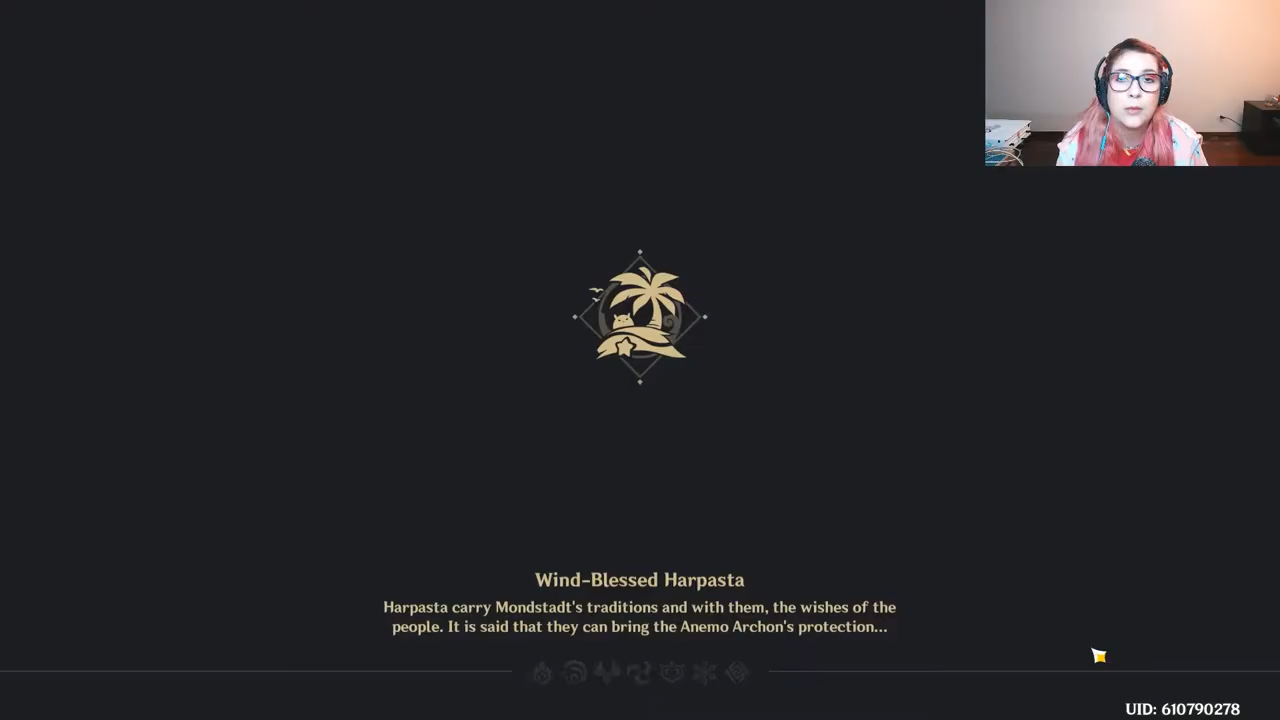 Wind-Blessed Harpasta
Harpasta carry Mondstadt's traditions and with them, the wishes of the
people. It is said that they can bring the Anemo Archon's protection...
UID: 610790278